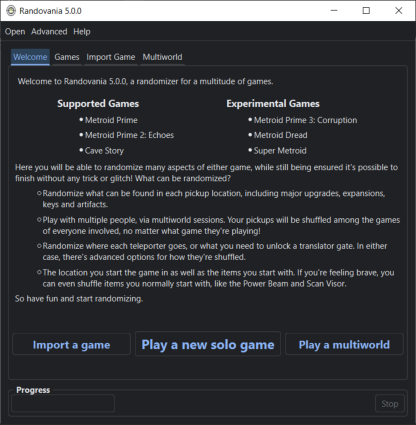 Randovania 5.0.0
Open Advanced Help
Welcome Games Import Game Multiworld
Welcome to Randovania 5.0.0, a randomizer for a multitude of games.
Supported Games Experimental Games
Metroid Prime Metroid Prime 3: Corruption
Metroid Prime 2: Echoes Metroid Dread
Cave Story Super Metroid
Here you will be able to randomize many aspects of either game, while still being ensured it's possible to
finish without any trick or glitch! What can be randomized?
Randomize what can be found in each pickup location, including major upgrades, expansions,
keys and artifacts.
Play with multiple people, via multiworld sessions. Your pickups will be shuffled among the games
of everyone involved, no matter what game they're playing!
Randomize where each teleporter goes, or what you need to unlock a translator gate. In either
case, there's advanced options for how they're shuffled.
The location you start the game in as well as the items you start with. If you're feeling brave, you
can even shuffle items you normally start with, like the Power Beam and Scan Visor.
So have fun and start randomizing.
Import a game Play a new solo game Play a multiworld
Progress
Stop